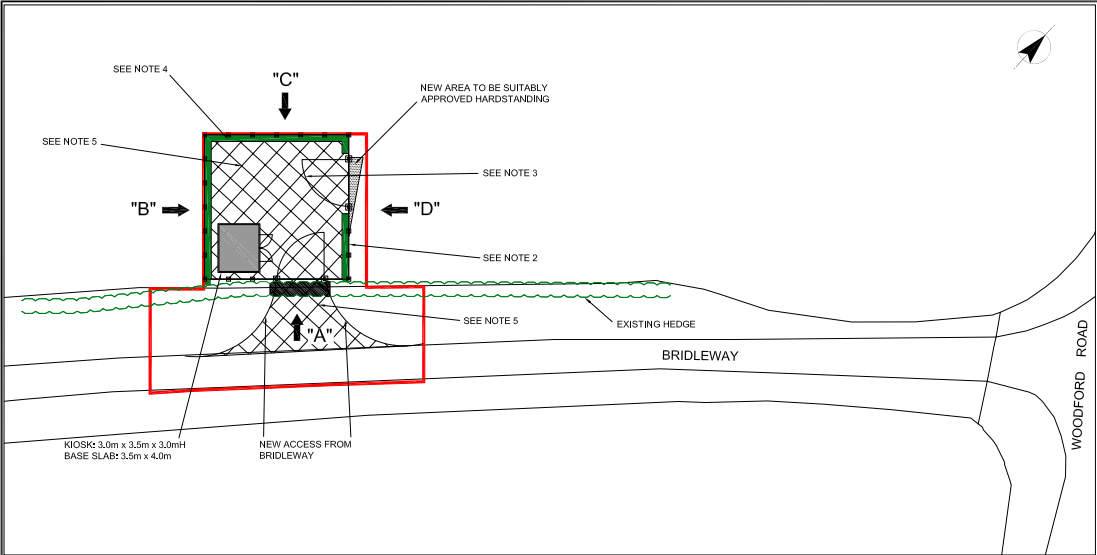 SEE NOTE 4
"C"
NEW AREA TO BE SUITABLY
APPROVED HARDSTANDING
SEE NOTE 5
SEE NOTE 3
"B"
"D"
SEE NOTE 2
SEE NOTE 5
EXISTING HEDGE
"A"
BRIDLEWAY
WOODFORD ROAD
KIOSK: 3.0m x 3.5m x 3.0mH
BASE SLAB: 3.5m x 4.0m
NEW ACCESS FROM
BRIDLEWAY